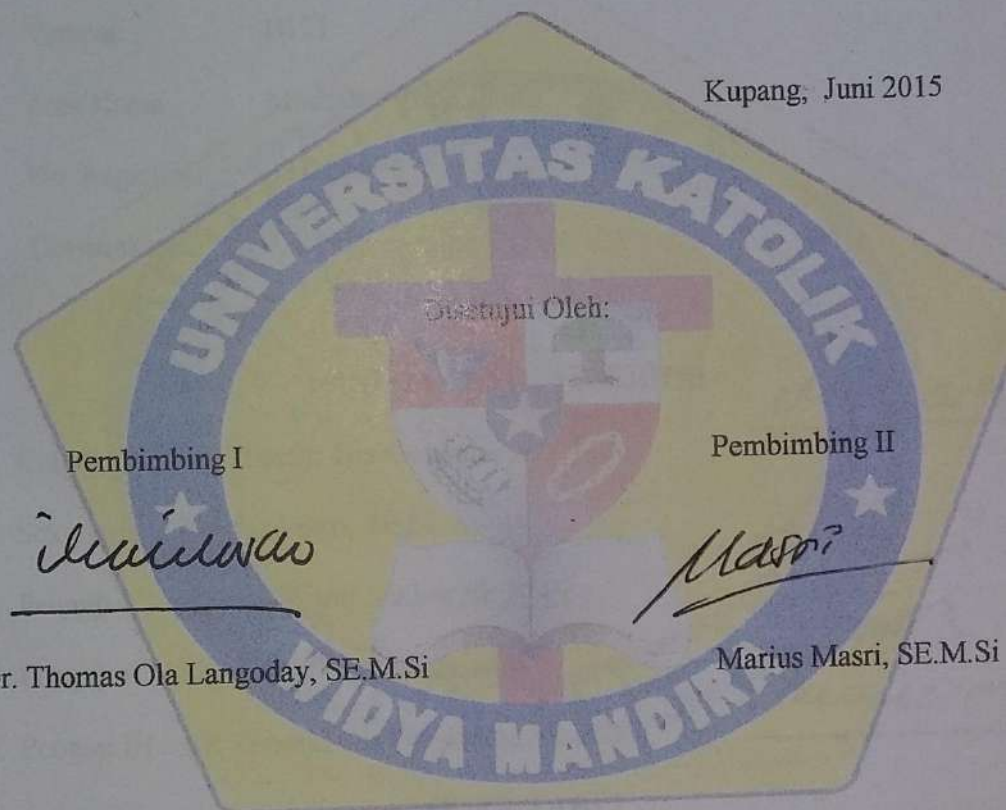 Kupang, Juni 2015
UNIVERSITAS KATOLIK
Disetujui Oleh:
Pembimbing I
Pembimbing II
Masri
r. Thomas Ola Langoday, SE.M.Si
Marius Masri, SE.M.Si
WIDYA MANDIRA